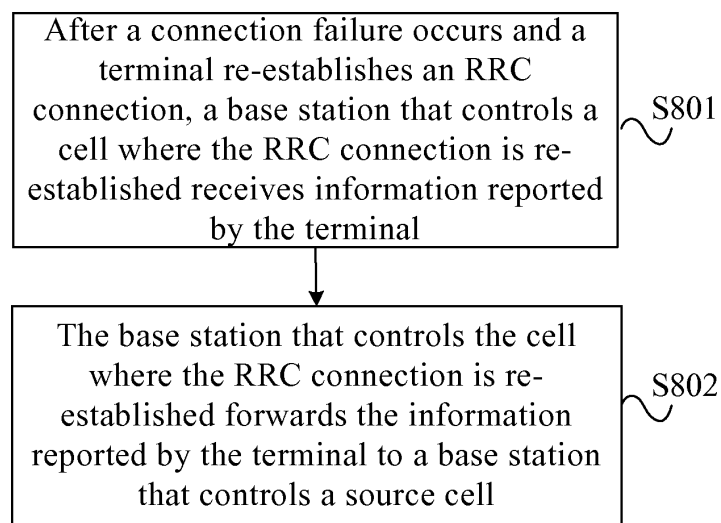 After a connection failure occurs and a
terminal re-establishes an RRC
connection, a base station that controls a
cell where the RRC connection is re-
established receives information reported
by the terminal
S801
The base station that controls the cell
where the RRC connection is re-
established forwards the information
reported by the terminal to a base station
that controls a source cell
S802